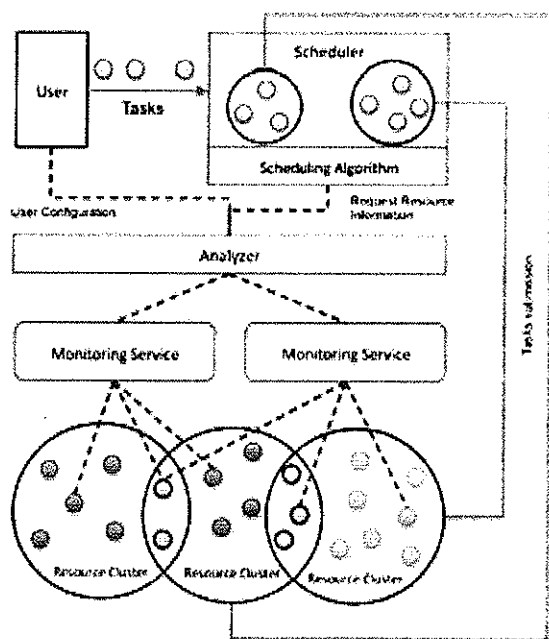 Scheduler
User
Tasks
Scheduling Algorithm
User Configuration
Request Resource
Information
Analyzer
Tasks submission
Monitoring Service
Monitoring Service
Resource Cluster
Resource Cluster
Resource Cluster